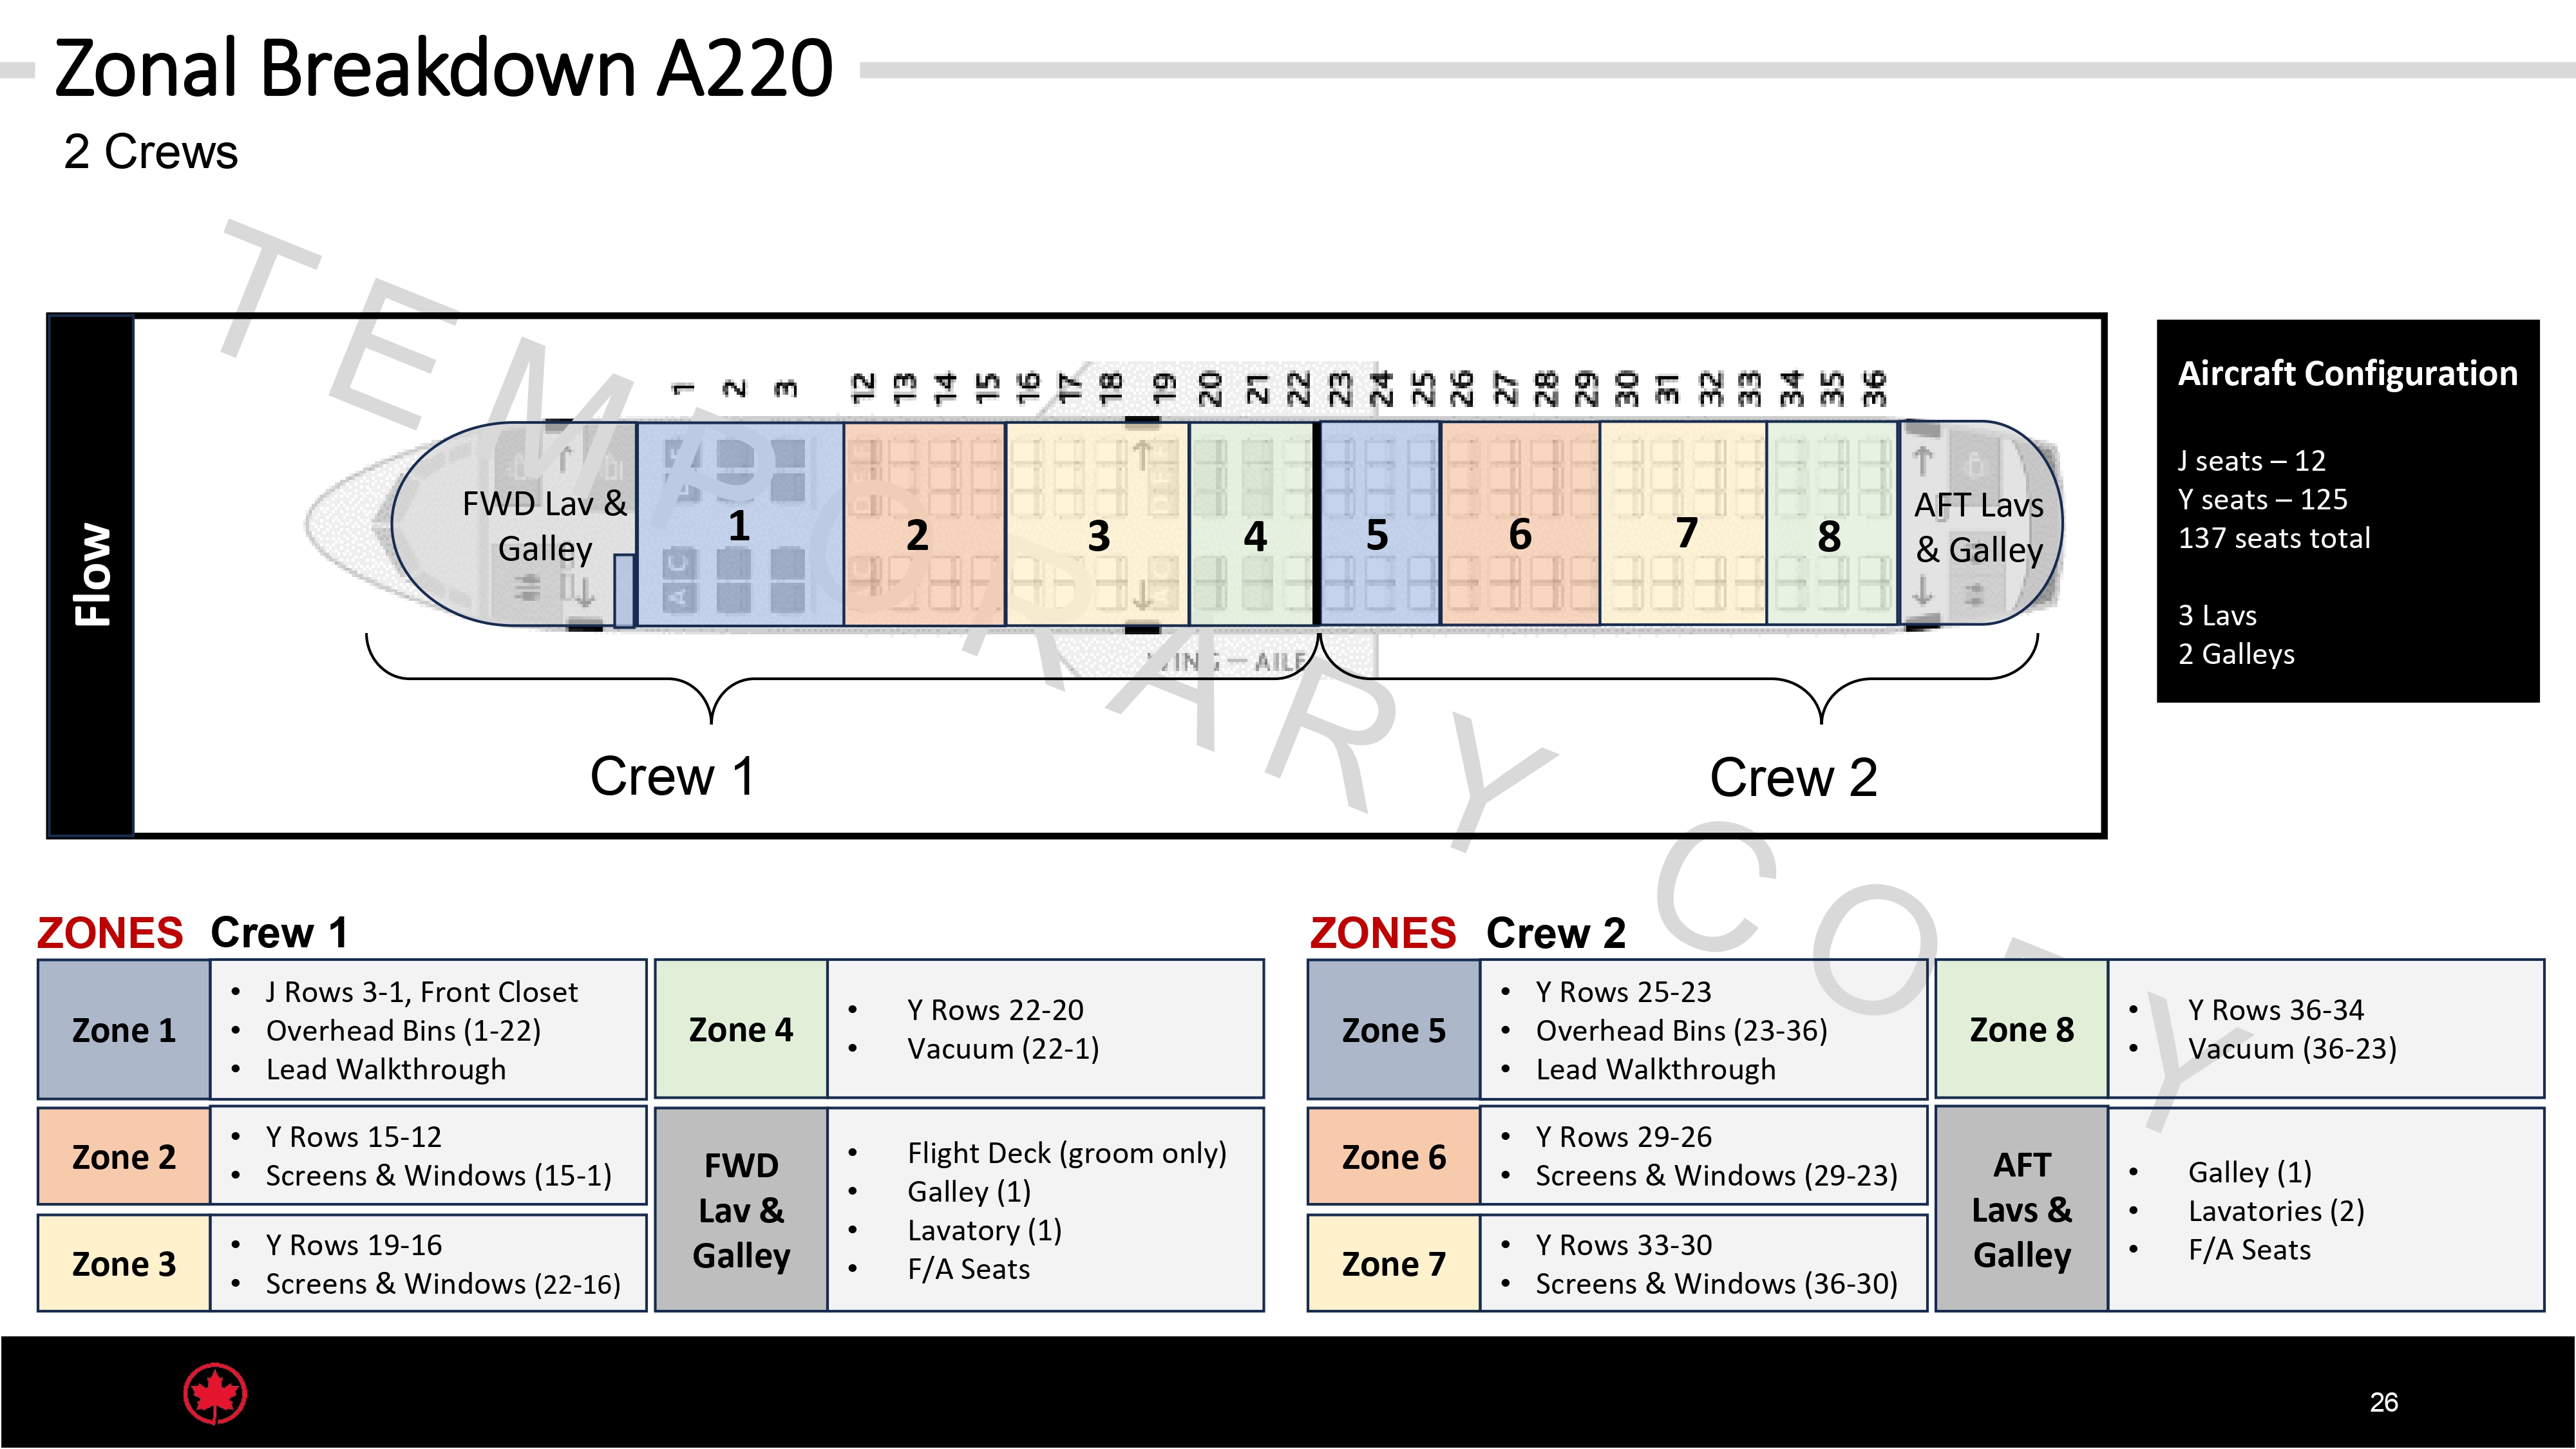 Zonal Breakdown A220
2 Crews
TEMPORARY COPY
Flow
1 2 3 12 13 14 15 16 17 18 19 20 21 22 23 24 25 26 27 28 29 30 31 32 33 34 35 36
FWD Lav &
Galley
1
2
3
4
5
6
7
8
AFT Lavs
& Galley
A C
WING — AILE
Crew 1
Crew 2
Aircraft Configuration
J seats – 12
Y seats – 125
137 seats total
3 Lavs
2 Galleys
ZONES Crew 1
Zone 1
• J Rows 3-1, Front Closet
• Overhead Bins (1-22)
• Lead Walkthrough
Zone 2
• Y Rows 15-12
• Screens & Windows (15-1)
Zone 3
• Y Rows 19-16
• Screens & Windows (22-16)
Zone 4
• Y Rows 22-20
• Vacuum (22-1)
FWD
Lav &
Galley
• Flight Deck (groom only)
• Galley (1)
• Lavatory (1)
• F/A Seats
ZONES Crew 2
Zone 5
• Y Rows 25-23
• Overhead Bins (23-36)
• Lead Walkthrough
Zone 6
• Y Rows 29-26
• Screens & Windows (29-23)
Zone 7
• Y Rows 33-30
• Screens & Windows (36-30)
Zone 8
• Y Rows 36-34
• Vacuum (36-23)
AFT
Lavs &
Galley
• Galley (1)
• Lavatories (2)
• F/A Seats
26